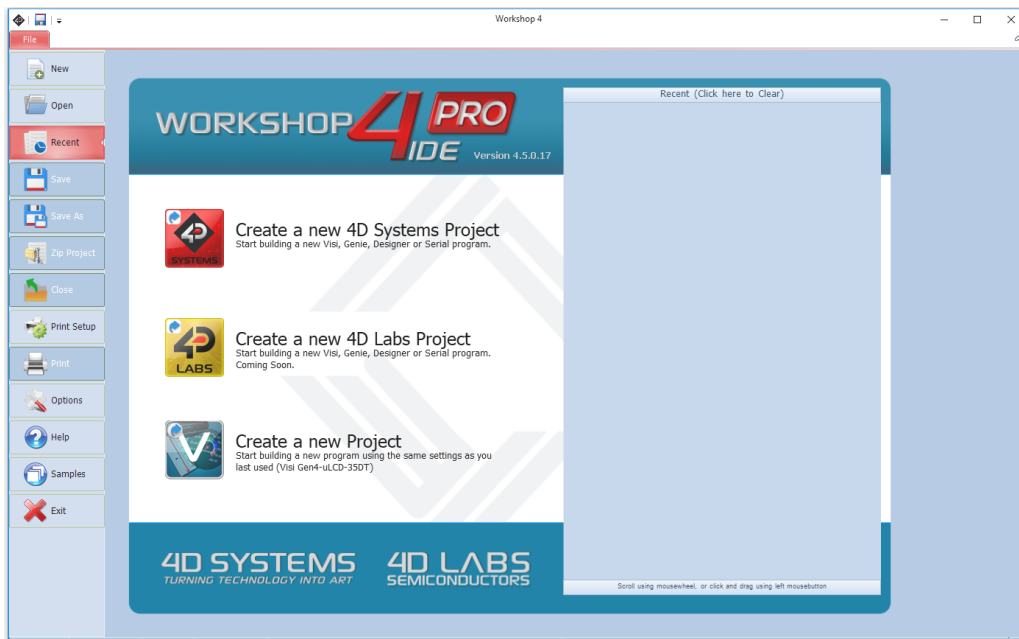 Workshop 4
File
New
Open
Recent
Save
Save As
Zip Project
Close
Print Setup
Print
Options
Help
Samples
Exit
WORKSHOP 4 PRO
IDE Version 4.5.0.17
Recent (Click here to Clear)
4D SYSTEMS
Create a new 4D Systems Project
Start building a new Visi, Genie, Designer or Serial program.
4D LABS
Create a new 4D Labs Project
Start building a new Visi, Genie, Designer or Serial program.
Coming Soon.
V
Create a new Project
Start building a new program using the same settings as you
last used (Visi Gen4-uLCD-35DT)
4D SYSTEMS
TURNING TECHNOLOGY INTO ART
4D LABS
SEMICONDUCTORS
Scroll using mousewheel, or click and drag using left mousebutton